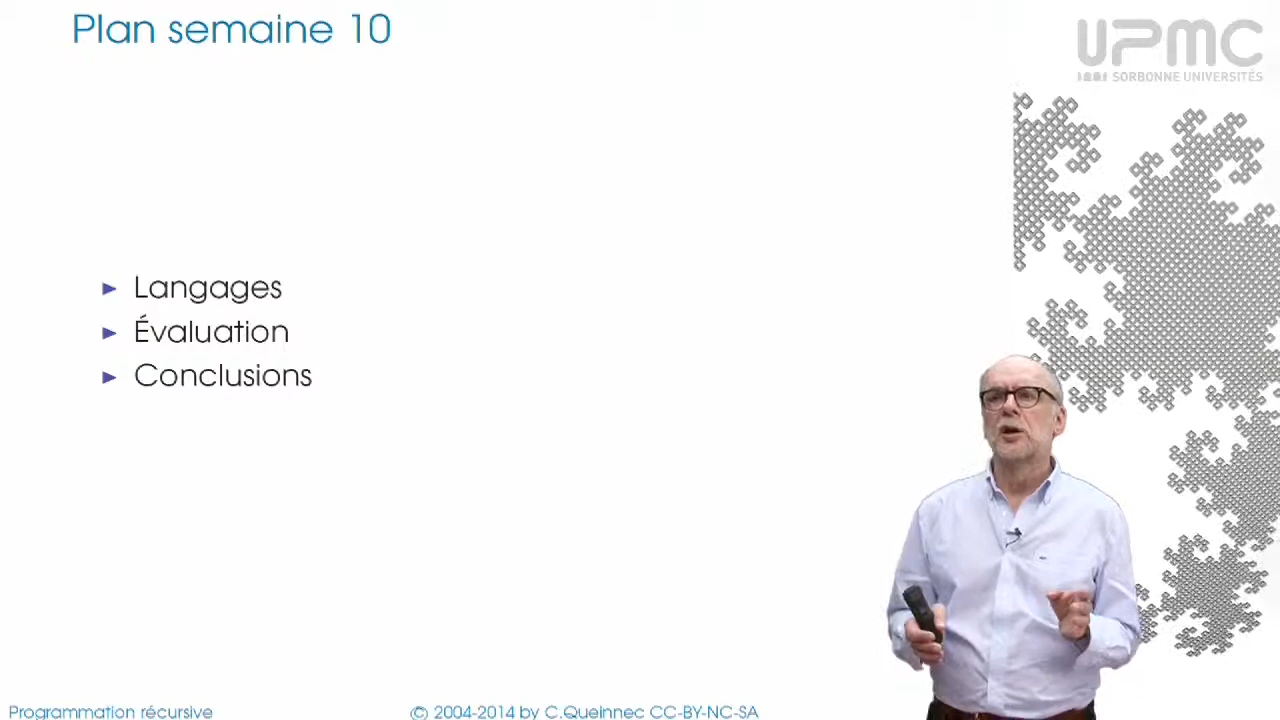 Plan semaine 10
UPMC
SORBONNE UNIVERSITÉS
Langages
Évaluation
Conclusions
Programmation récursive
© 2004-2014 by C.Queinnec CC-BY-NC-SA